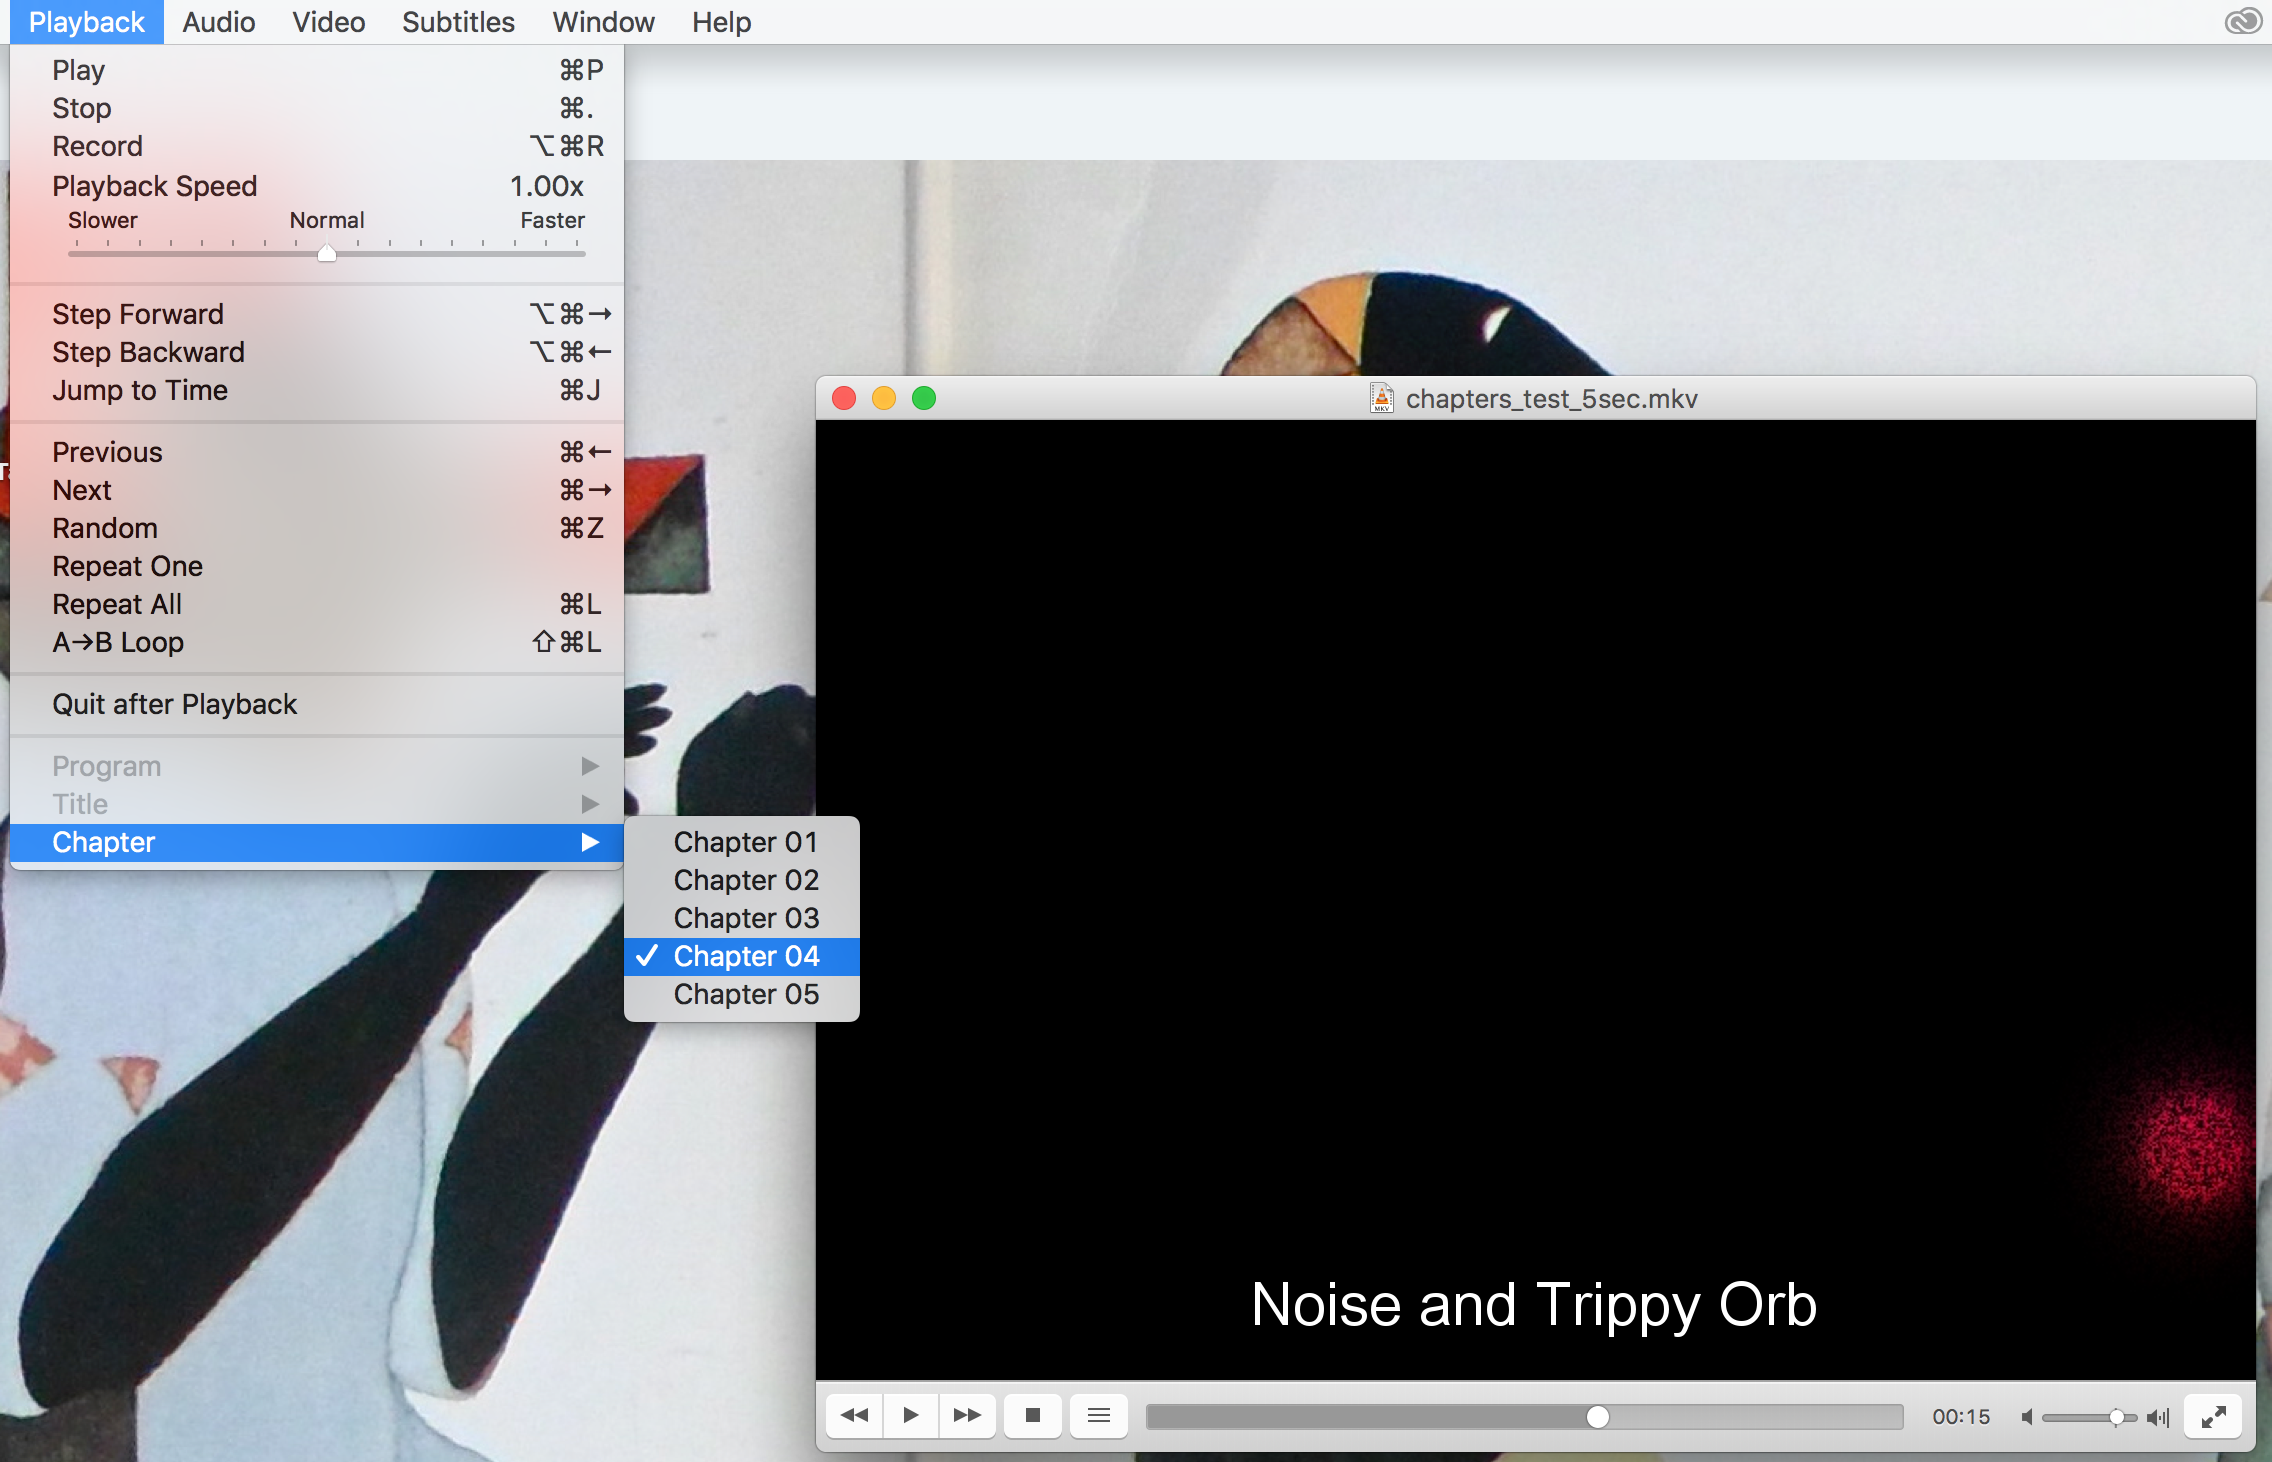 Playback Audio Video Subtitles Window Help
Play ⌘P
Stop ⌘.
Record ⌥⌘R
Playback Speed 1.00x
Slower Normal Faster
Step Forward ⌥⌘→
Step Backward ⌥⌘←
Jump to Time ⌘J
Previous ⌘←
Next ⌘→
Random ⌘Z
Repeat One
Repeat All ⌘L
A→B Loop ⇧⌘L
Quit after Playback
Program
Title
Chapter
Chapter 01
Chapter 02
Chapter 03
✓ Chapter 04
Chapter 05
MKV
chapters_test_5sec.mkv
Noise and Trippy Orb
00:15